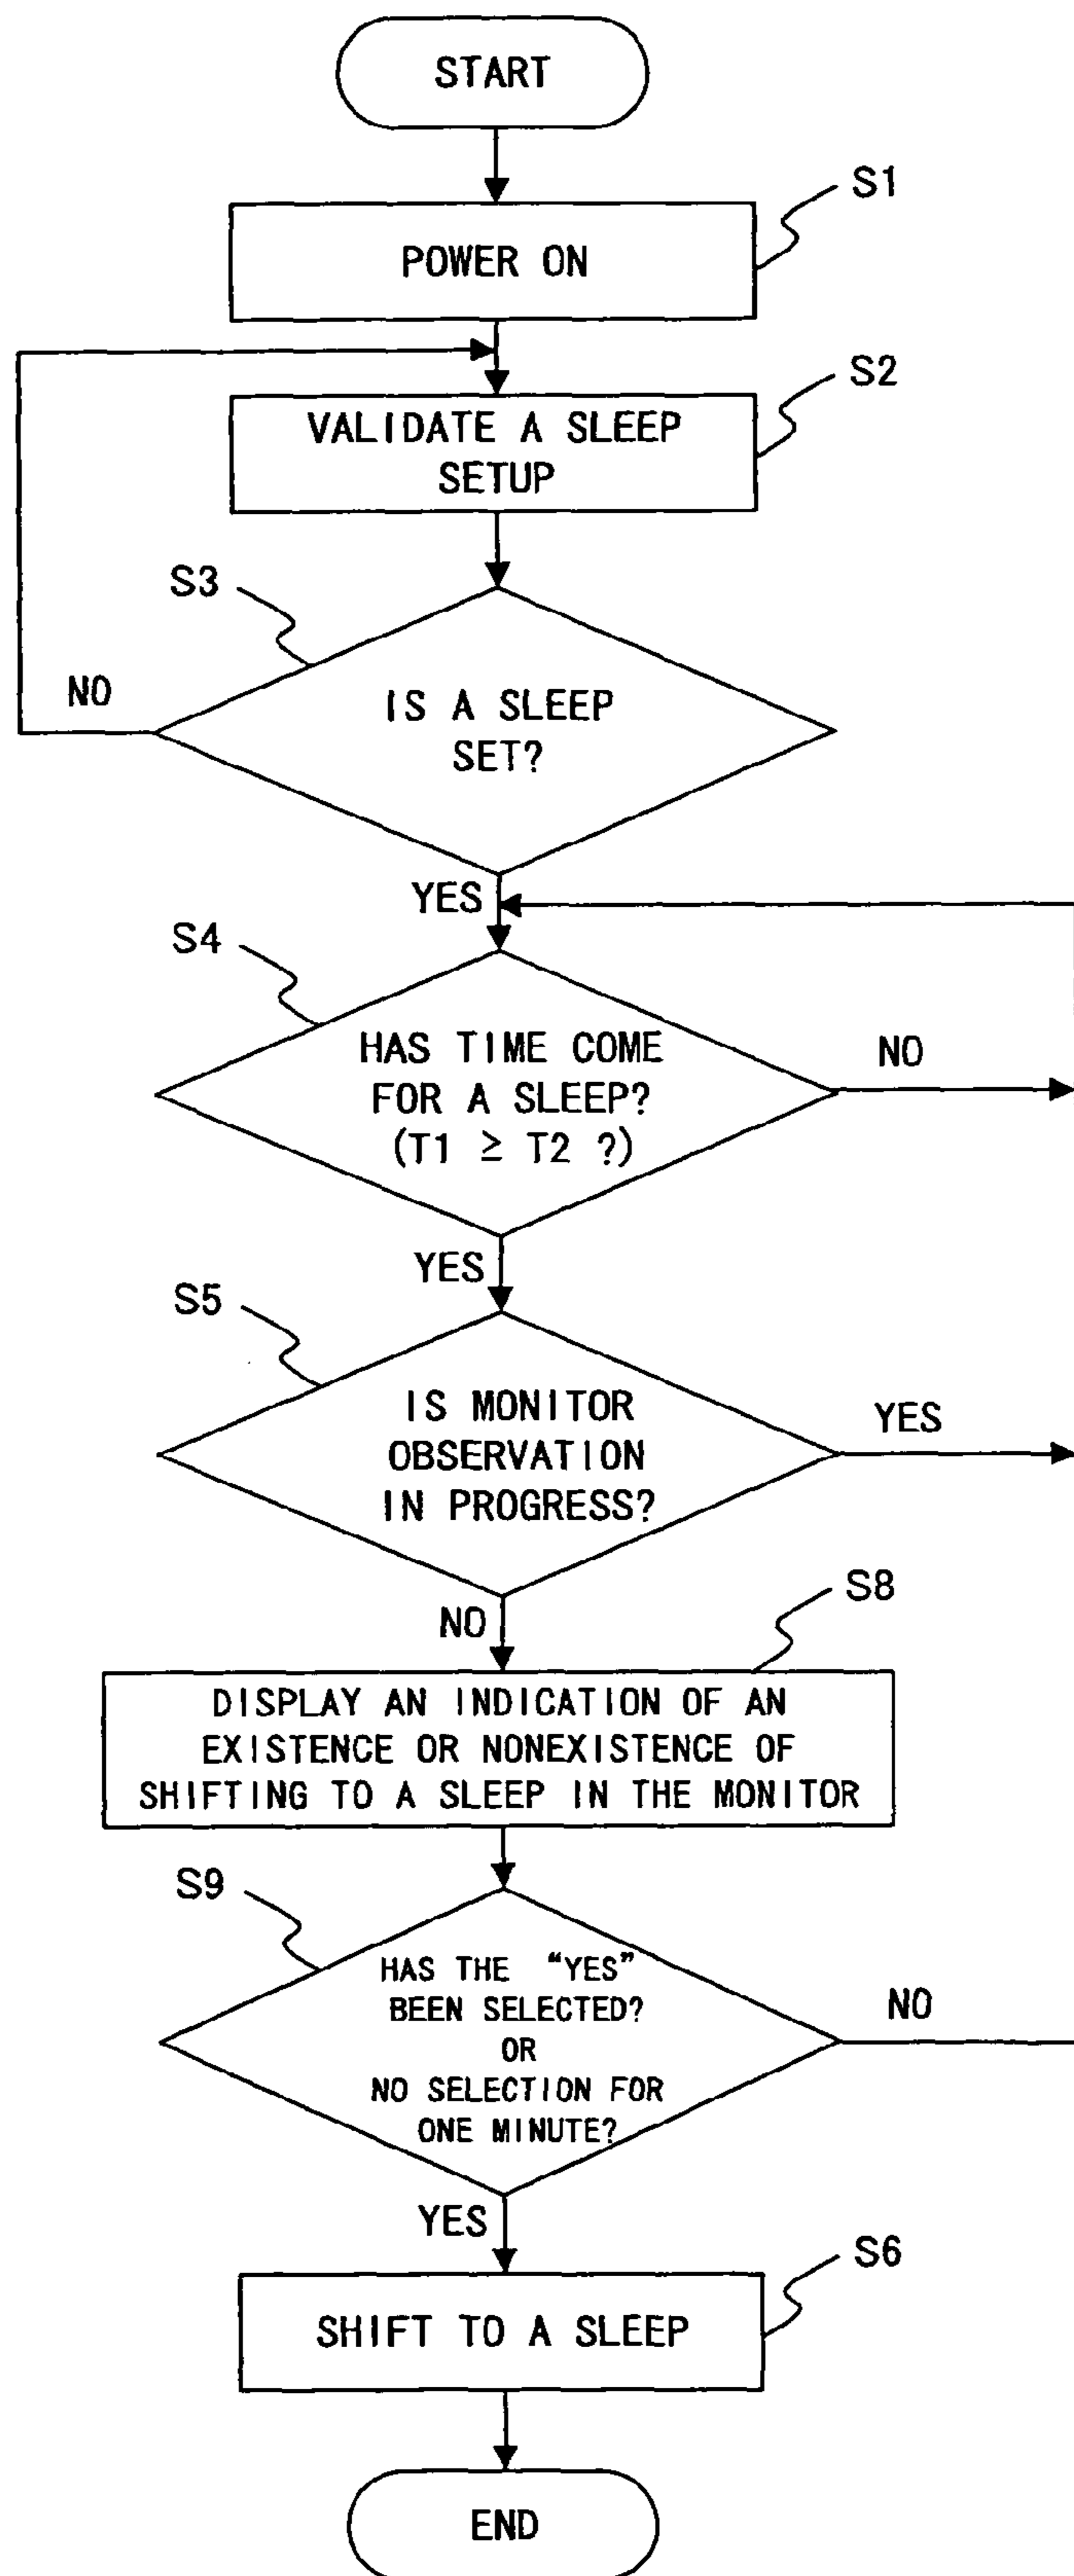 START
S1
POWER ON
S2
VALIDATE A SLEEP
SETUP
S3
NO
IS A SLEEP
SET?
YES
S4
HAS TIME COME
FOR A SLEEP?
(T1 ≥ T2 ?)
NO
YES
S5
IS MONITOR
OBSERVATION
IN PROGRESS?
YES
NO
S8
DISPLAY AN INDICATION OF AN
EXISTENCE OR NONEXISTENCE OF
SHIFTING TO A SLEEP IN THE MONITOR
S9
HAS THE “YES”
BEEN SELECTED?
OR
NO SELECTION FOR
ONE MINUTE?
NO
YES
S6
SHIFT TO A SLEEP
END